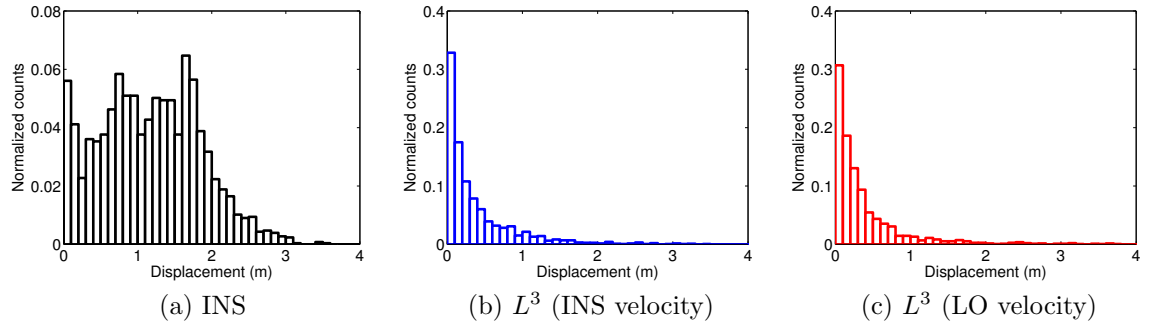 0.08
0.06
0.04
0.02
0
Normalized counts
0 1 2 3 4
Displacement (m)
(a) INS
0.4
0.3
0.2
0.1
0
Normalized counts
0 1 2 3 4
Displacement (m)
(b) L³ (INS velocity)
0.4
0.3
0.2
0.1
0
Normalized counts
0 1 2 3 4
Displacement (m)
(c) L³ (LO velocity)